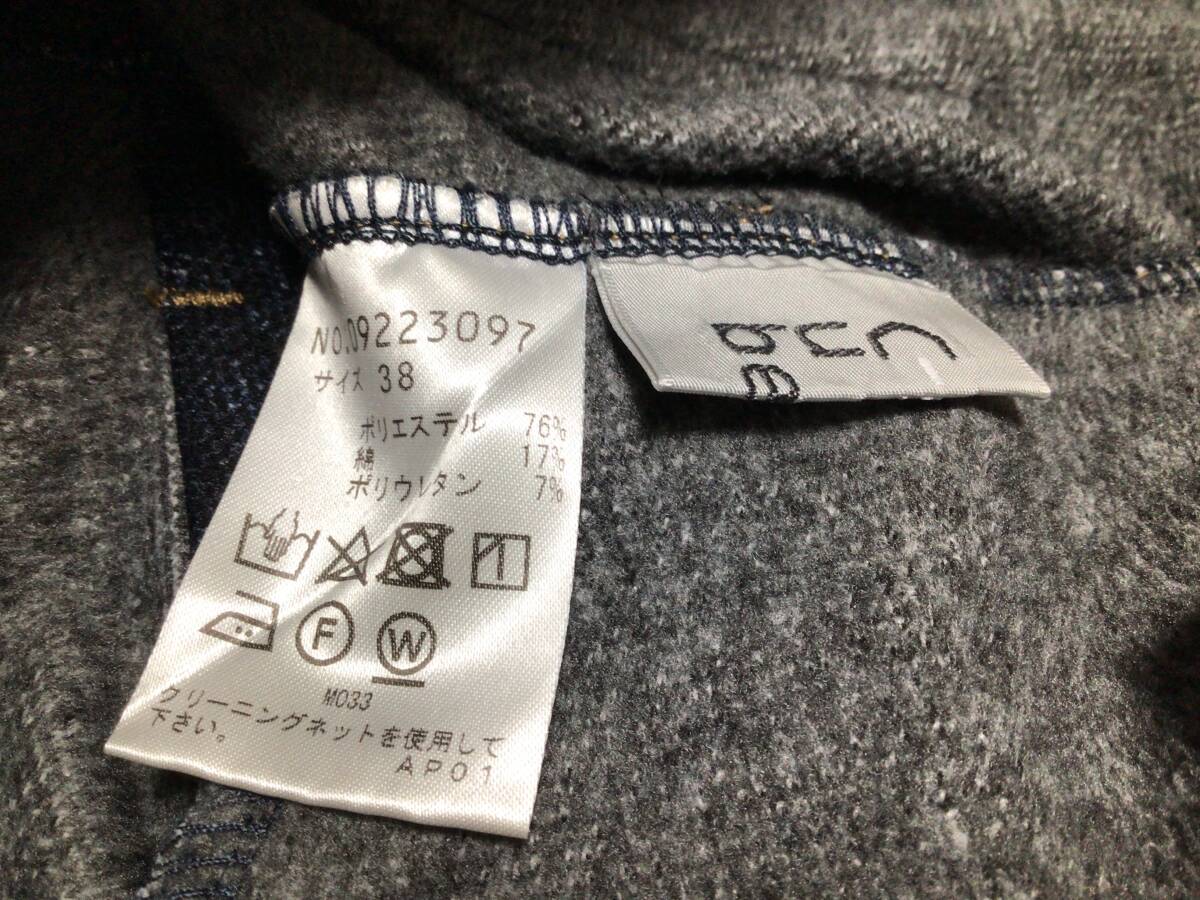 NO.09223097
サイズ 38
ポリエステル 76%
綿 17%
ポリウレタン 7%
F
W
M033
クリーニングネットを使用して
下さい。
AP01